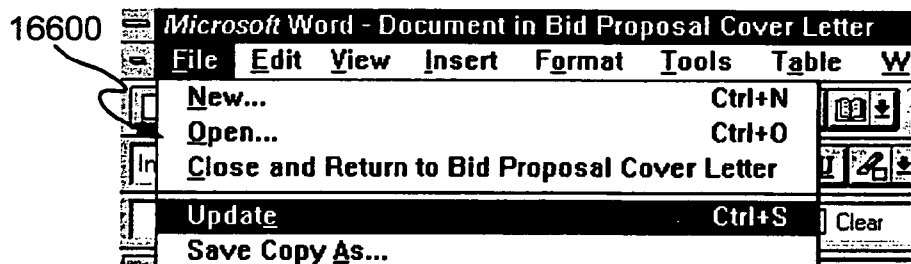 16600
Microsoft Word - Document in Bid Proposal Cover Letter
File Edit View Insert Format Tools Table W
New... Ctrl+N
Open... Ctrl+O
In
Close and Return to Bid Proposal Cover Letter
Update Ctrl+S
Clear
Save Copy As...